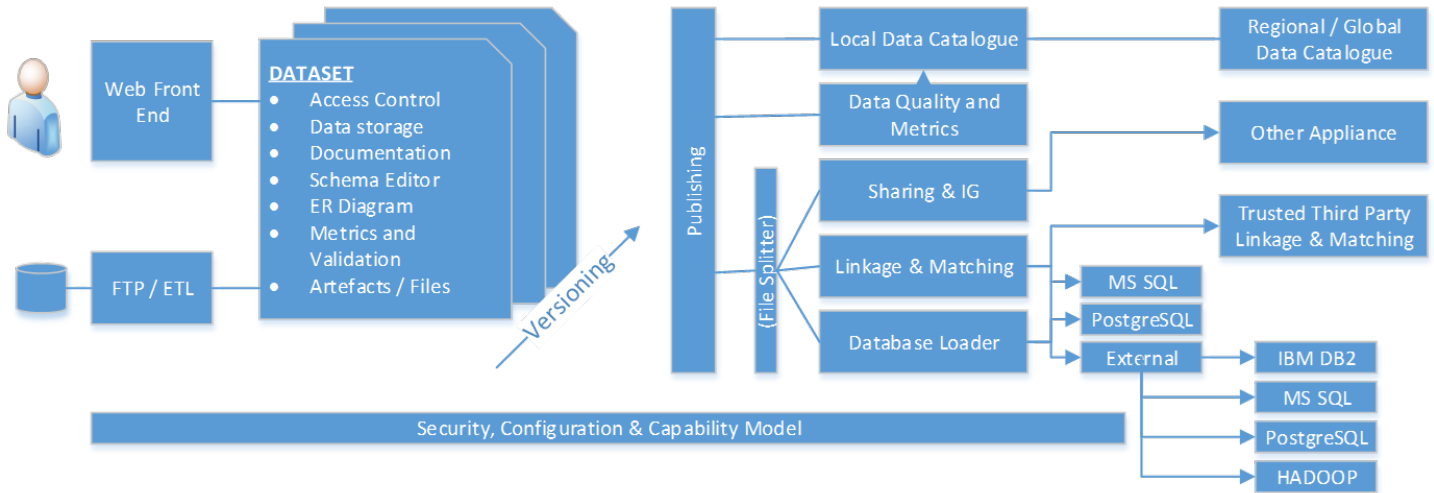 Web Front
End
FTP / ETL
DATASET
• Access Control
• Data storage
• Documentation
• Schema Editor
• ER Diagram
• Metrics and
Validation
• Artefacts / Files
Versioning
Publishing
(File Splitter)
Local Data Catalogue
Data Quality and
Metrics
Sharing & IG
Linkage & Matching
Database Loader
Regional / Global
Data Catalogue
Other Appliance
Trusted Third Party
Linkage & Matching
MS SQL
PostgreSQL
External
IBM DB2
MS SQL
PostgreSQL
HADOOP
Security, Configuration & Capability Model